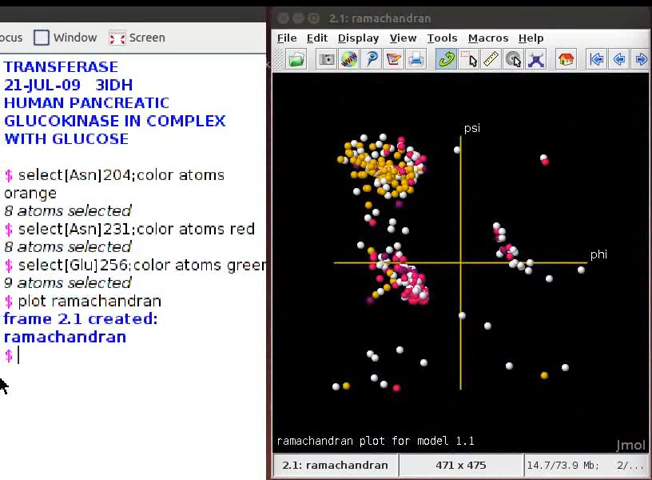 ocus Window Screen
TRANSFERASE
21-JUL-09 3IDH
HUMAN PANCREATIC
GLUCOKINASE IN COMPLEX
WITH GLUCOSE
$ select[Asn]204;color atoms
orange
8 atoms selected
$ select[Asn]231;color atoms red
8 atoms selected
$ select[Glu]256;color atoms green
9 atoms selected
$ plot ramachandran
frame 2.1 created:
ramachandran
$
2.1: ramachandran
File Edit Display View Tools Macros Help
psi
phi
ramachandran plot for model 1.1
Jmol
2.1: ramachandran 471 x 475 14.7/73.9 Mb; 2/...